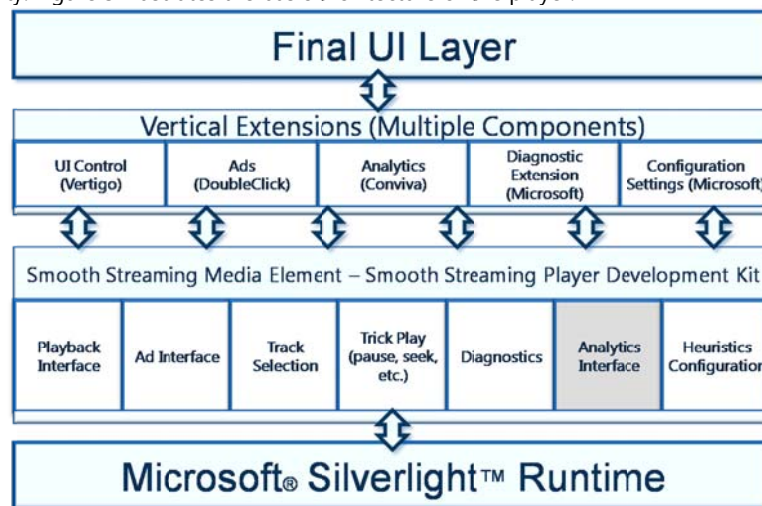 Final UI Layer
Vertical Extensions (Multiple Components)
UI Control
(Vertigo)
Ads
(DoubleClick)
Analytics
(Conviva)
Diagnostic
Extension
(Microsoft)
Configuration
Settings (Microsoft)
Smooth Streaming Media Element – Smooth Streaming Player Development Kit
Playback
Interface
Ad Interface
Track
Selection
Trick Play
(pause, seek,
etc.)
Diagnostics
Analytics
Interface
Heuristics
Configuration
Microsoft® Silverlight™ Runtime